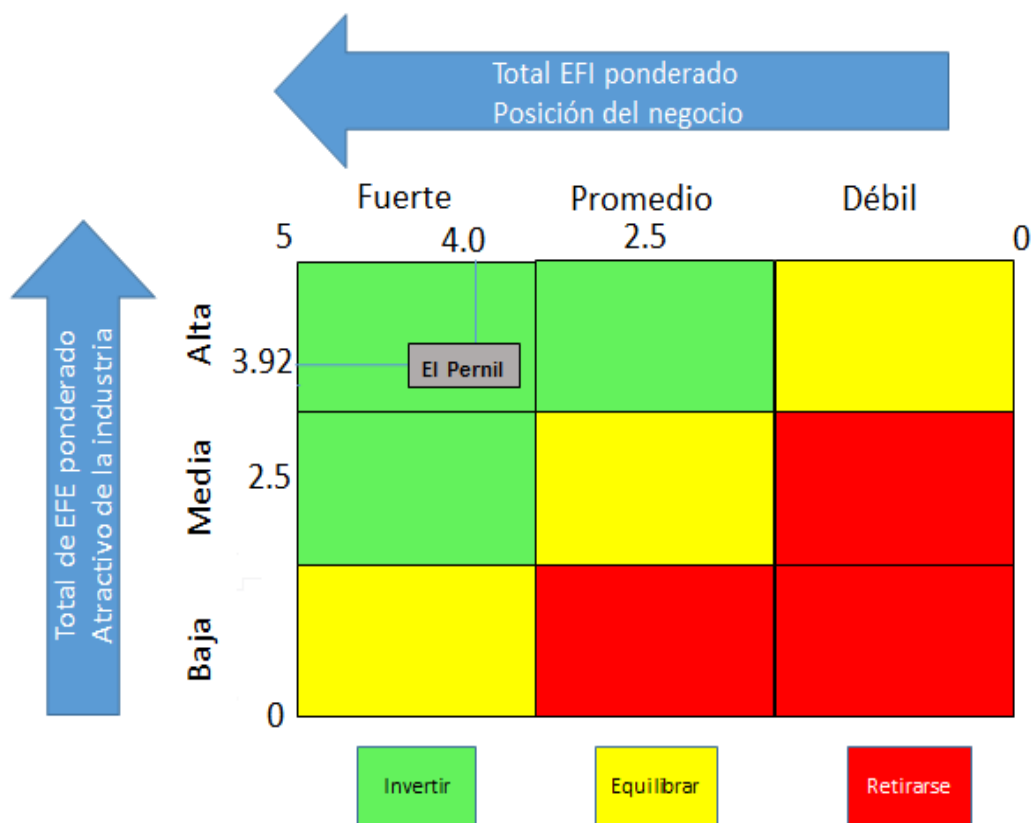 Total EFI ponderado
Posición del negocio
Fuerte Promedio Débil
5 4.0 2.5 0
Total de EFE ponderado
Atractivo de la industria
Alta
3.92
El Pernil
Media
2.5
Baja
0
Invertir Equilibrar Retirarse